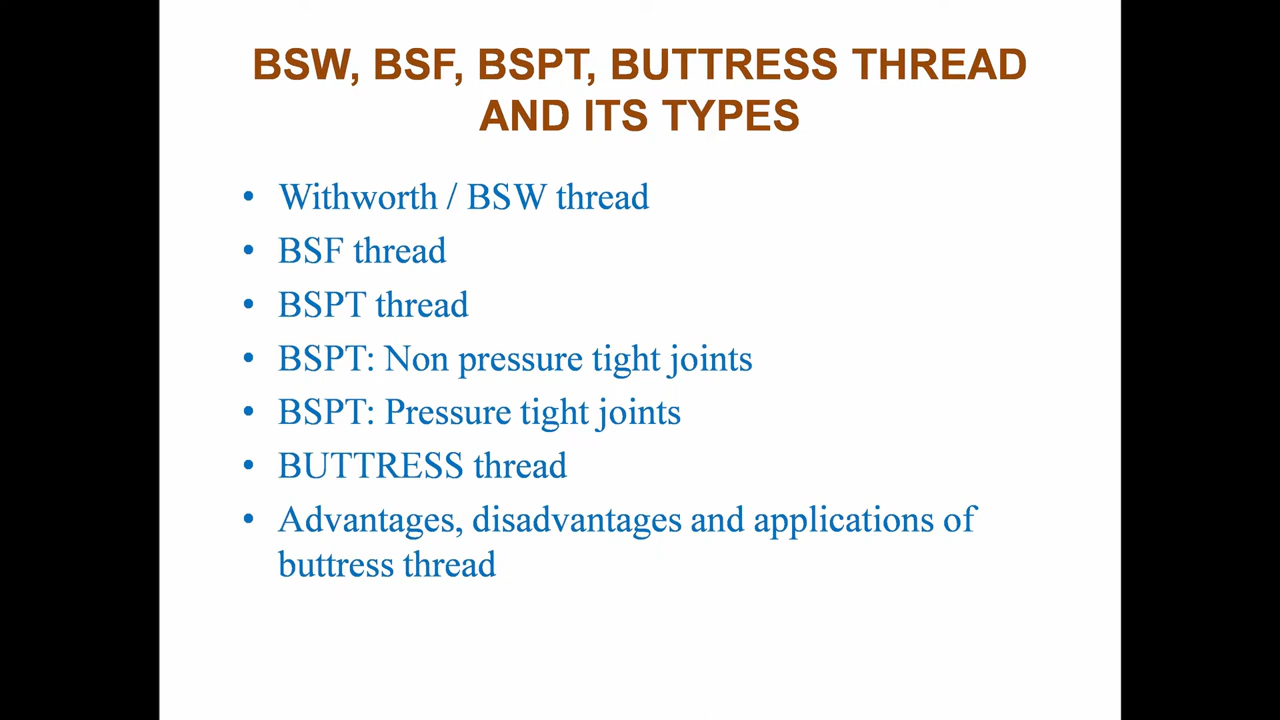 BSW, BSF, BSPT, BUTTRESS THREAD
AND ITS TYPES
• Withworth / BSW thread
• BSF thread
• BSPT thread
• BSPT: Non pressure tight joints
• BSPT: Pressure tight joints
• BUTTRESS thread
• Advantages, disadvantages and applications of
buttress thread